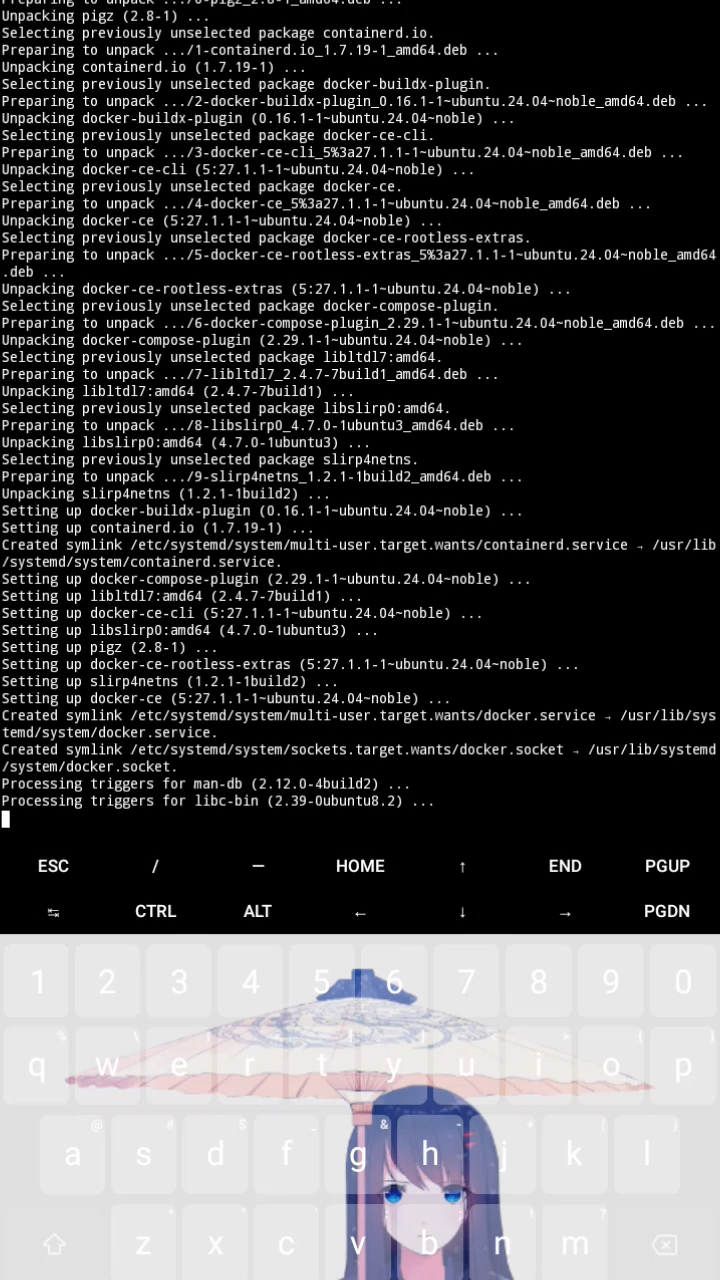 Preparing to unpack .../0-pigz_2.8-1_amd64.deb ...
Unpacking pigz (2.8-1) ...
Selecting previously unselected package containerd.io.
Preparing to unpack .../1-containerd.io_1.7.19-1_amd64.deb ...
Unpacking containerd.io (1.7.19-1) ...
Selecting previously unselected package docker-buildx-plugin.
Preparing to unpack .../2-docker-buildx-plugin_0.16.1-1~ubuntu.24.04~noble_amd64.deb ...
Unpacking docker-buildx-plugin (0.16.1-1~ubuntu.24.04~noble) ...
Selecting previously unselected package docker-ce-cli.
Preparing to unpack .../3-docker-ce-cli_5%3a27.1.1-1~ubuntu.24.04~noble_amd64.deb ...
Unpacking docker-ce-cli (5:27.1.1-1~ubuntu.24.04~noble) ...
Selecting previously unselected package docker-ce.
Preparing to unpack .../4-docker-ce_5%3a27.1.1-1~ubuntu.24.04~noble_amd64.deb ...
Unpacking docker-ce (5:27.1.1-1~ubuntu.24.04~noble) ...
Selecting previously unselected package docker-ce-rootless-extras.
Preparing to unpack .../5-docker-ce-rootless-extras_5%3a27.1.1-1~ubuntu.24.04~noble_amd64
.deb ...
Unpacking docker-ce-rootless-extras (5:27.1.1-1~ubuntu.24.04~noble) ...
Selecting previously unselected package docker-compose-plugin.
Preparing to unpack .../6-docker-compose-plugin_2.29.1-1~ubuntu.24.04~noble_amd64.deb ...
Unpacking docker-compose-plugin (2.29.1-1~ubuntu.24.04~noble) ...
Selecting previously unselected package libltdl7:amd64.
Preparing to unpack .../7-libltdl7_2.4.7-7build1_amd64.deb ...
Unpacking libltdl7:amd64 (2.4.7-7build1) ...
Selecting previously unselected package libslirp0:amd64.
Preparing to unpack .../8-libslirp0_4.7.0-1ubuntu3_amd64.deb ...
Unpacking libslirp0:amd64 (4.7.0-1ubuntu3) ...
Selecting previously unselected package slirp4netns.
Preparing to unpack .../9-slirp4netns_1.2.1-1build2_amd64.deb ...
Unpacking slirp4netns (1.2.1-1build2) ...
Setting up docker-buildx-plugin (0.16.1-1~ubuntu.24.04~noble) ...
Setting up containerd.io (1.7.19-1) ...
Created symlink /etc/systemd/system/multi-user.target.wants/containerd.service → /usr/lib
/systemd/system/containerd.service.
Setting up docker-compose-plugin (2.29.1-1~ubuntu.24.04~noble) ...
Setting up libltdl7:amd64 (2.4.7-7build1) ...
Setting up docker-ce-cli (5:27.1.1-1~ubuntu.24.04~noble) ...
Setting up libslirp0:amd64 (4.7.0-1ubuntu3) ...
Setting up pigz (2.8-1) ...
Setting up docker-ce-rootless-extras (5:27.1.1-1~ubuntu.24.04~noble) ...
Setting up slirp4netns (1.2.1-1build2) ...
Setting up docker-ce (5:27.1.1-1~ubuntu.24.04~noble) ...
Created symlink /etc/systemd/system/multi-user.target.wants/docker.service → /usr/lib/sys
temd/system/docker.service.
Created symlink /etc/systemd/system/sockets.target.wants/docker.socket → /usr/lib/systemd
/system/docker.socket.
Processing triggers for man-db (2.12.0-4build2) ...
Processing triggers for libc-bin (2.39-0ubuntu8.2) ...
ESC / — HOME ↑ END PGUP
↹ CTRL ALT ← ↓ → PGDN
1 2 3 4 5 6 7 8 9 0
q w e r t y u i o p
a s d f g h j k l
z x c v b n m